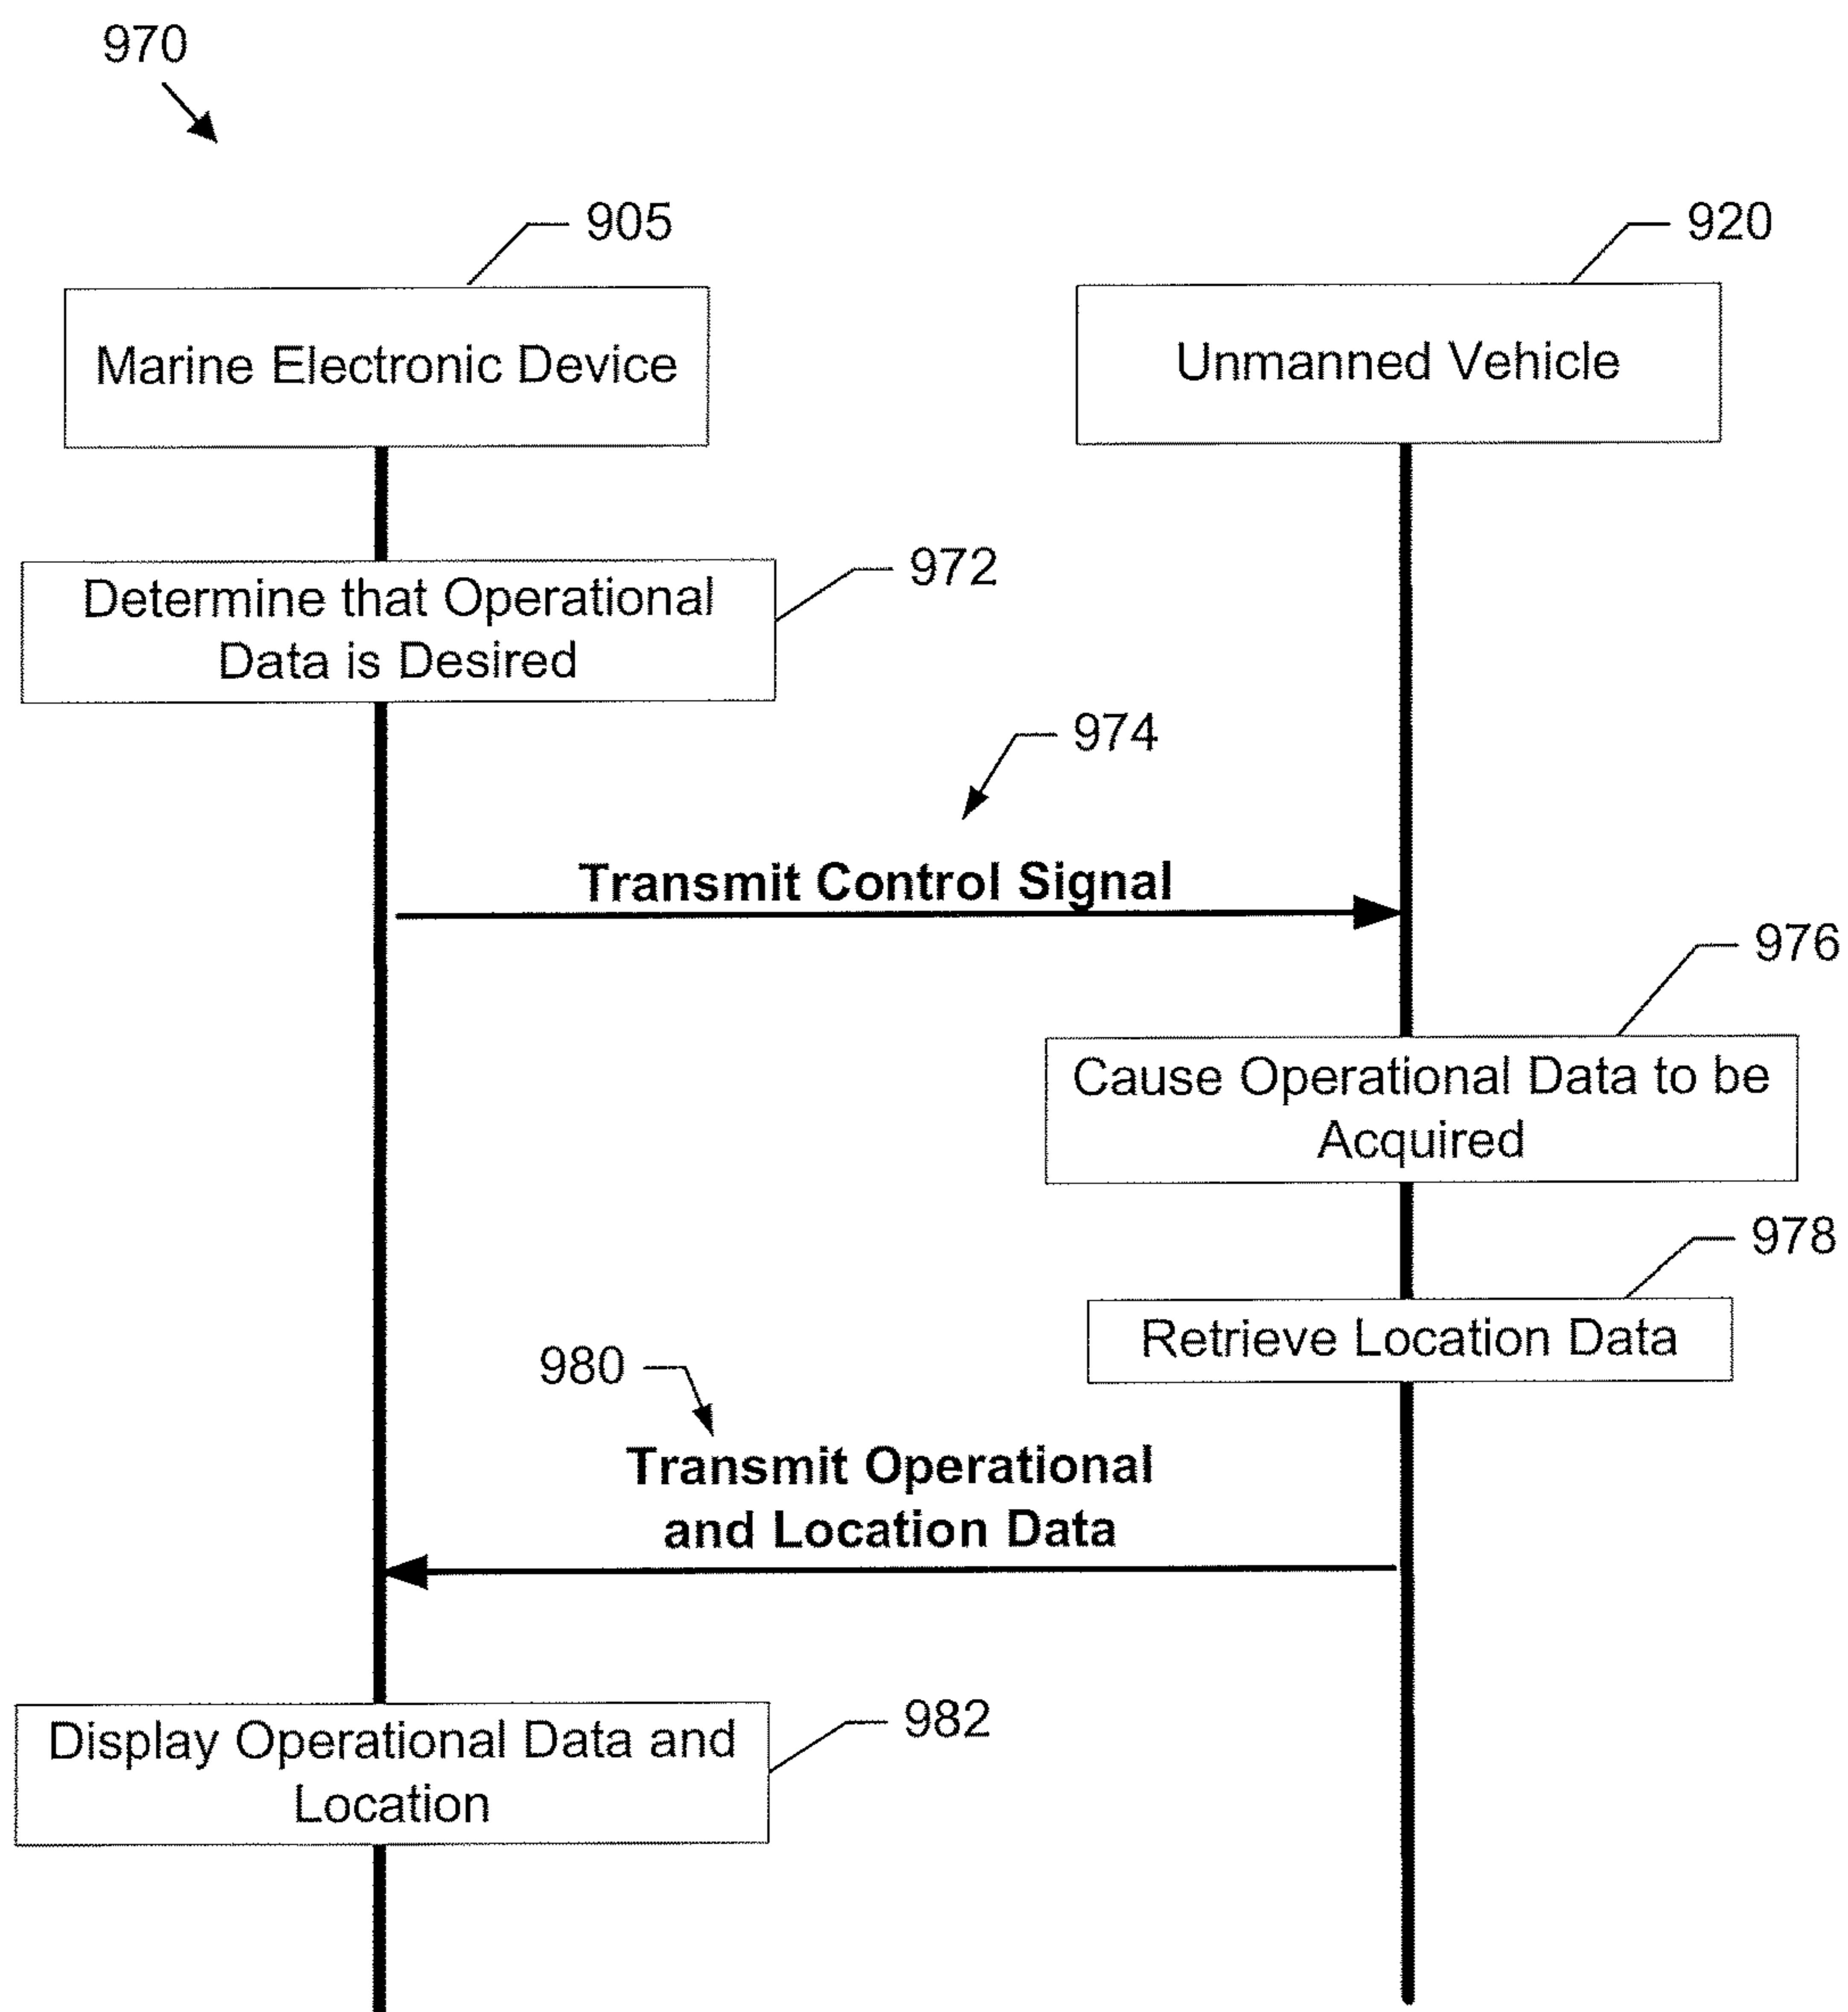 970
905
920
Marine Electronic Device
Unmanned Vehicle
972
Determine that Operational
Data is Desired
974
Transmit Control Signal
976
Cause Operational Data to be
Acquired
978
Retrieve Location Data
980
Transmit Operational
and Location Data
982
Display Operational Data and
Location